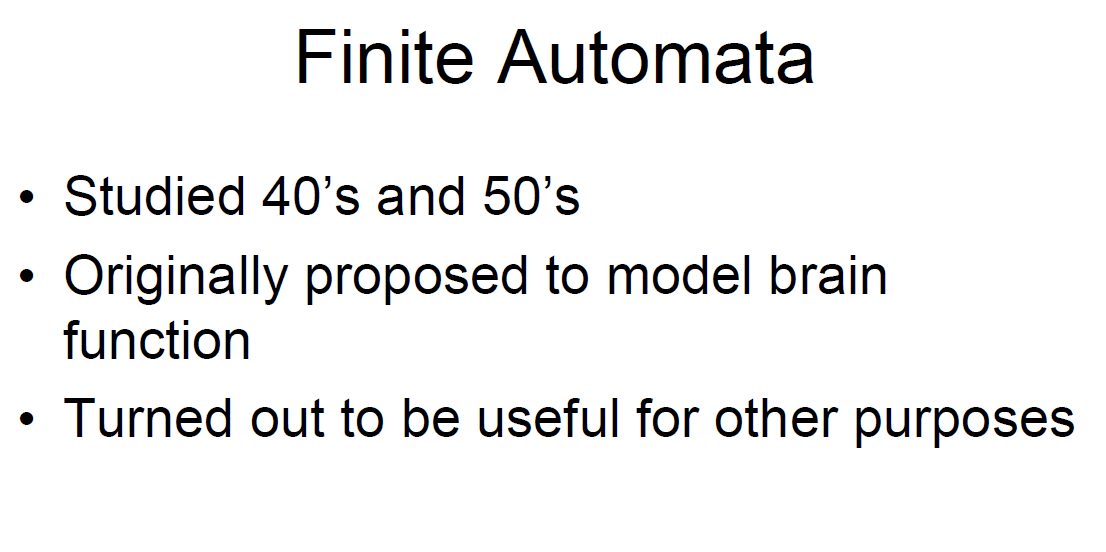 Finite Automata
• Studied 40’s and 50’s
• Originally proposed to model brain
function
• Turned out to be useful for other purposes